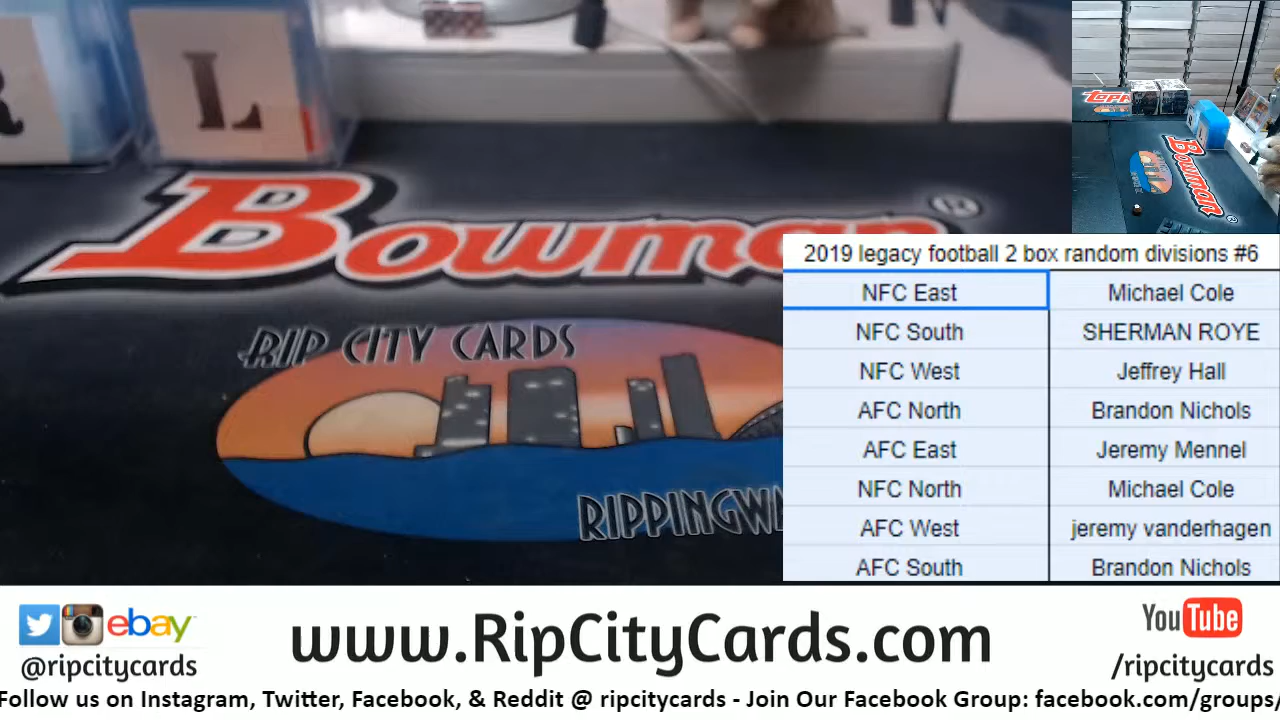 L
BOWMAN
®
RIP CITY CARDS
TOPP
Bowman
2019 legacy football 2 box random divisions #6
NFC East Michael Cole
NFC South SHERMAN ROYE
NFC West Jeffrey Hall
AFC North Brandon Nichols
AFC East Jeremy Mennel
NFC North Michael Cole
AFC West jeremy vanderhagen
AFC South Brandon Nichols
RIPPINGWA
ebay
@ripcitycards
www.RipCityCards.com
YouTube
/ripcitycards
Follow us on Instagram, Twitter, Facebook, & Reddit @ ripcitycards - Join Our Facebook Group: facebook.com/groups/